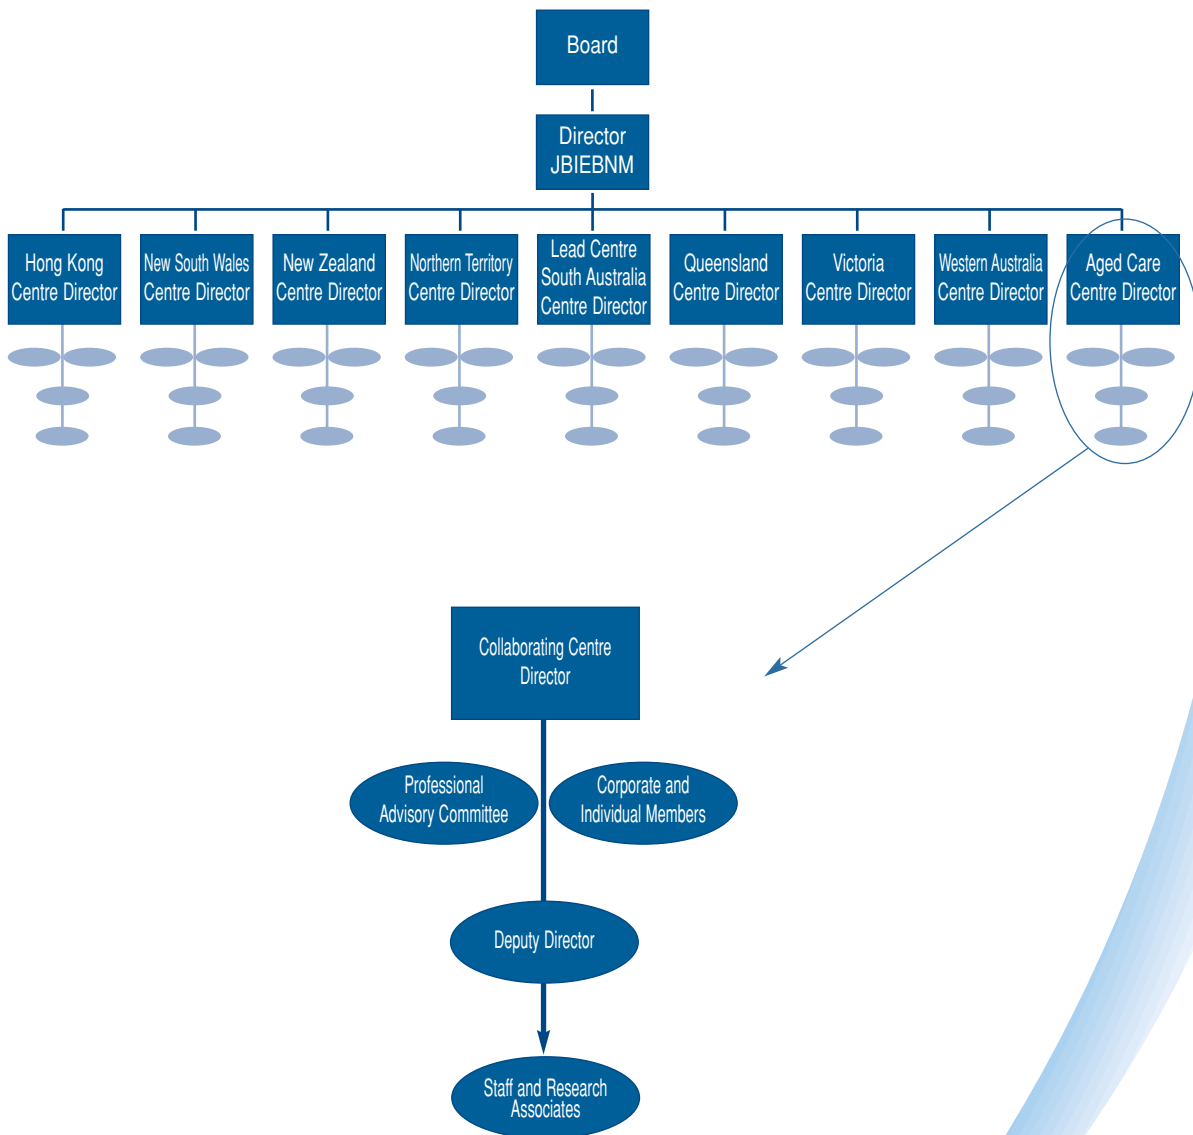 Board
Director
JBIEBNM
Hong Kong
Centre Director
New South Wales
Centre Director
New Zealand
Centre Director
Northern Territory
Centre Director
Lead Centre
South Australia
Centre Director
Queensland
Centre Director
Victoria
Centre Director
Western Australia
Centre Director
Aged Care
Centre Director
Collaborating Centre
Director
Professional
Advisory Committee
Corporate and
Individual Members
Deputy Director
Staff and Research
Associates